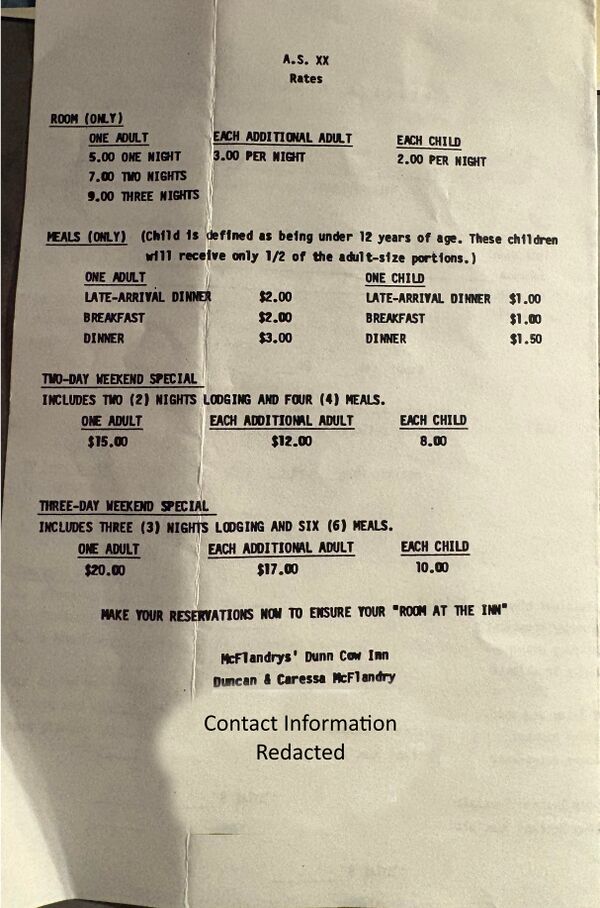 A.S. XX
Rates
ROOM (ONLY)
ONE ADULT EACH ADDITIONAL ADULT EACH CHILD
5.00 ONE NIGHT 3.00 PER NIGHT 2.00 PER NIGHT
7.00 TWO NIGHTS
9.00 THREE NIGHTS
MEALS (ONLY) (Child is defined as being under 12 years of age. These children
will receive only 1/2 of the adult-size portions.)
ONE ADULT ONE CHILD
LATE-ARRIVAL DINNER $2.00 LATE-ARRIVAL DINNER $1.00
BREAKFAST $2.00 BREAKFAST $1.00
DINNER $3.00 DINNER $1.50
TWO-DAY WEEKEND SPECIAL
INCLUDES TWO (2) NIGHTS LODGING AND FOUR (4) MEALS.
ONE ADULT EACH ADDITIONAL ADULT EACH CHILD
$15.00 $12.00 8.00
THREE-DAY WEEKEND SPECIAL
INCLUDES THREE (3) NIGHTS LODGING AND SIX (6) MEALS.
ONE ADULT EACH ADDITIONAL ADULT EACH CHILD
$20.00 $17.00 10.00
MAKE YOUR RESERVATIONS NOW TO ENSURE YOUR "ROOM AT THE INN"
McFlandrys' Dunn Cow Inn
Duncan & Caressa McFlandry
Contact Information
Redacted